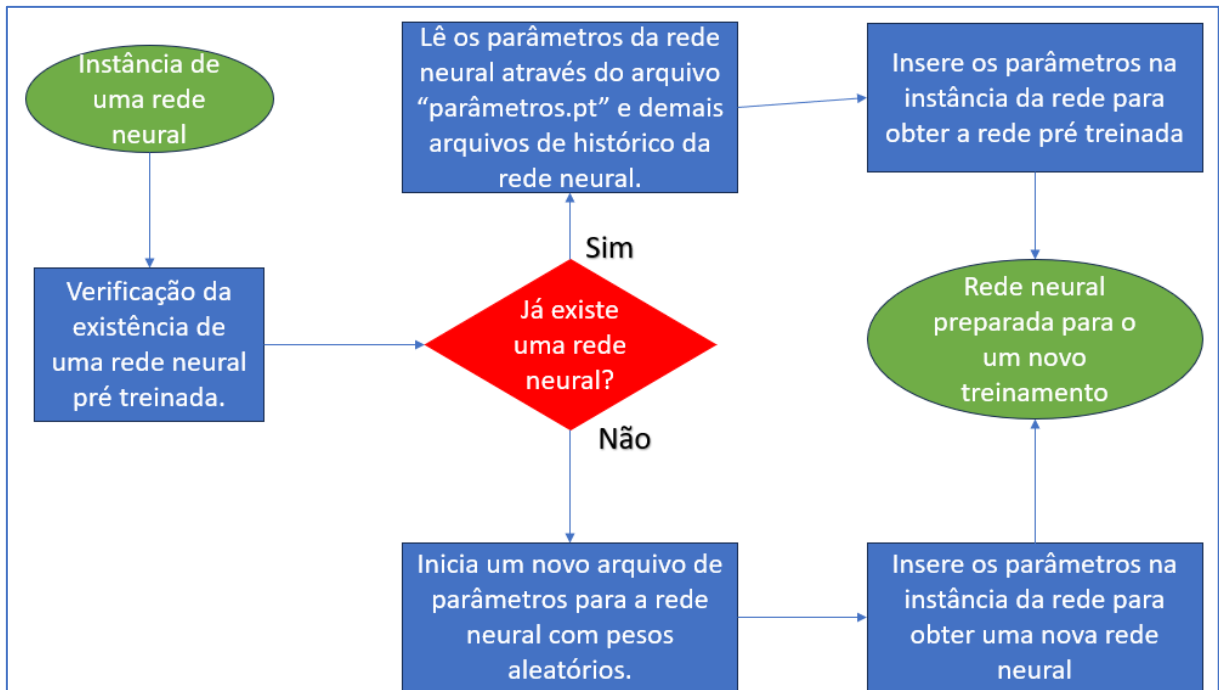 Instância de
uma rede
neural
Verificação da
existência de
uma rede neural
pré treinada.
Já existe
uma rede
neural?
Sim
Lê os parâmetros da rede
neural através do arquivo
“parâmetros.pt” e demais
arquivos de histórico da
rede neural.
Insere os parâmetros na
instância da rede para
obter a rede pré treinada
Não
Inicia um novo arquivo de
parâmetros para a rede
neural com pesos
aleatórios.
Insere os parâmetros na
instância da rede para
obter uma nova rede
neural
Rede neural
preparada para o
um novo
treinamento